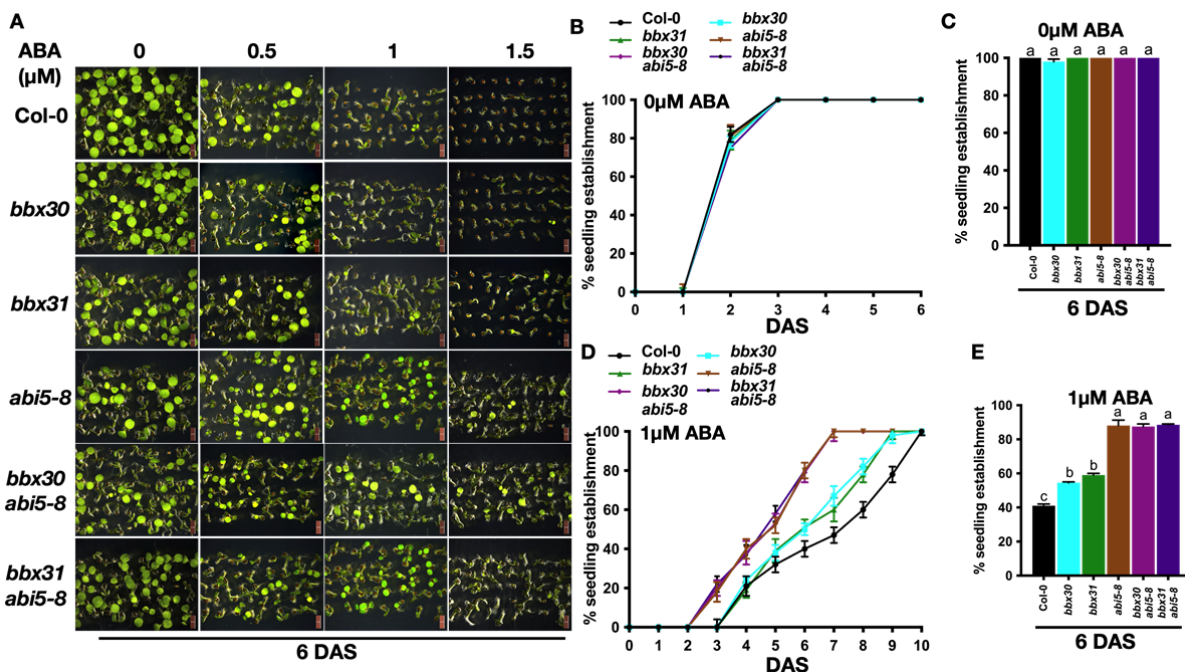 A
ABA
(μM)
0
0.5
1
1.5
Col-0
bbx30
bbx31
abi5-8
bbx30
abi5-8
bbx31
abi5-8
6 DAS
B
Col-0
bbx31
bbx30
abi5-8
bbx30
abi5-8
bbx31
abi5-8
0μM ABA
% seedling establishment
100
80
60
40
20
0
0 1 2 3 4 5 6
DAS
C
0μM ABA
a a a a a a
% seedling establishment
100
80
60
40
20
0
Col-0
bbx30
bbx31
abi5-8
bbx30
abi5-8
bbx31
abi5-8
6 DAS
D
Col-0
bbx31
bbx30
abi5-8
bbx30
abi5-8
bbx31
abi5-8
1μM ABA
% seedling establishment
100
80
60
40
20
0
0 1 2 3 4 5 6 7 8 9 10
DAS
E
1μM ABA
c b b a a a
% seedling establishment
100
80
60
40
20
0
Col-0
bbx30
bbx31
abi5-8
bbx30
abi5-8
bbx31
abi5-8
6 DAS